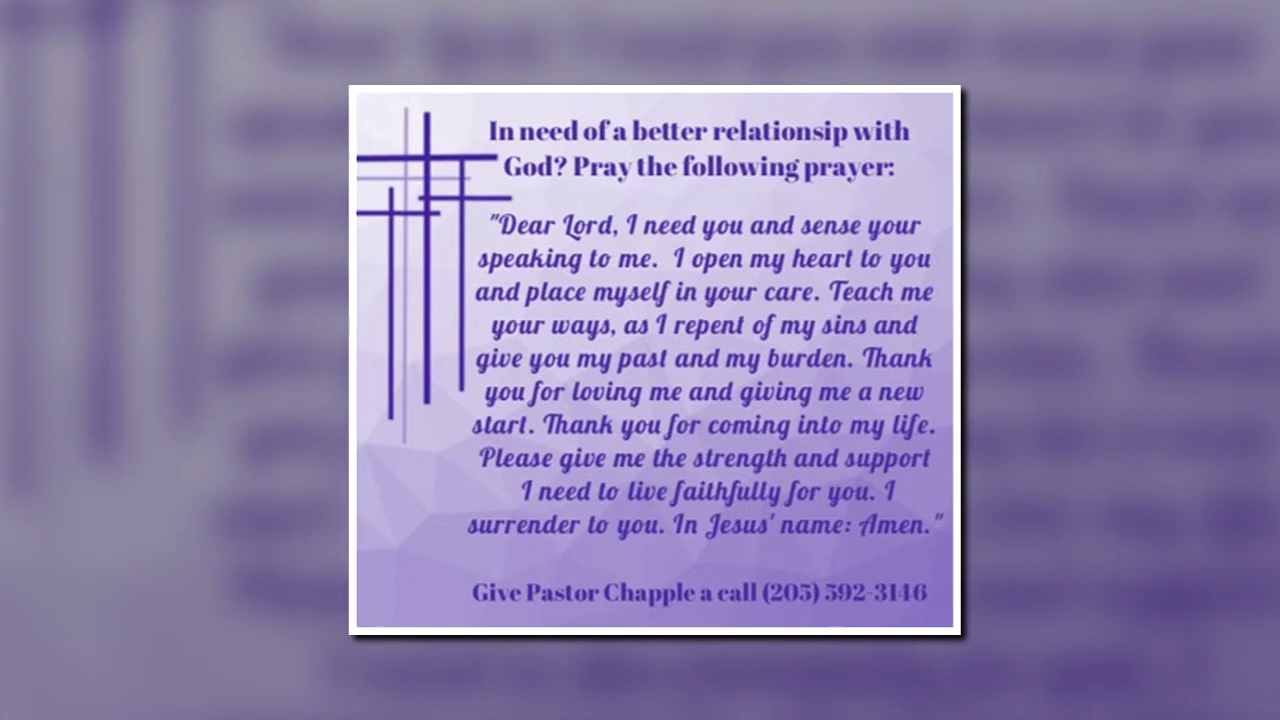 In need of a better relationsip with
God? Pray the following prayer:
"Dear Lord, I need you and sense your
speaking to me.  I open my heart to you
and place myself in your care. Teach me
your ways, as I repent of my sins and
give you my past and my burden. Thank
you for loving me and giving me a new
start. Thank you for coming into my life.
Please give me the strength and support
I need to live faithfully for you. I
surrender to you. In Jesus' name: Amen."
Give Pastor Chapple a call (205) 592-3146